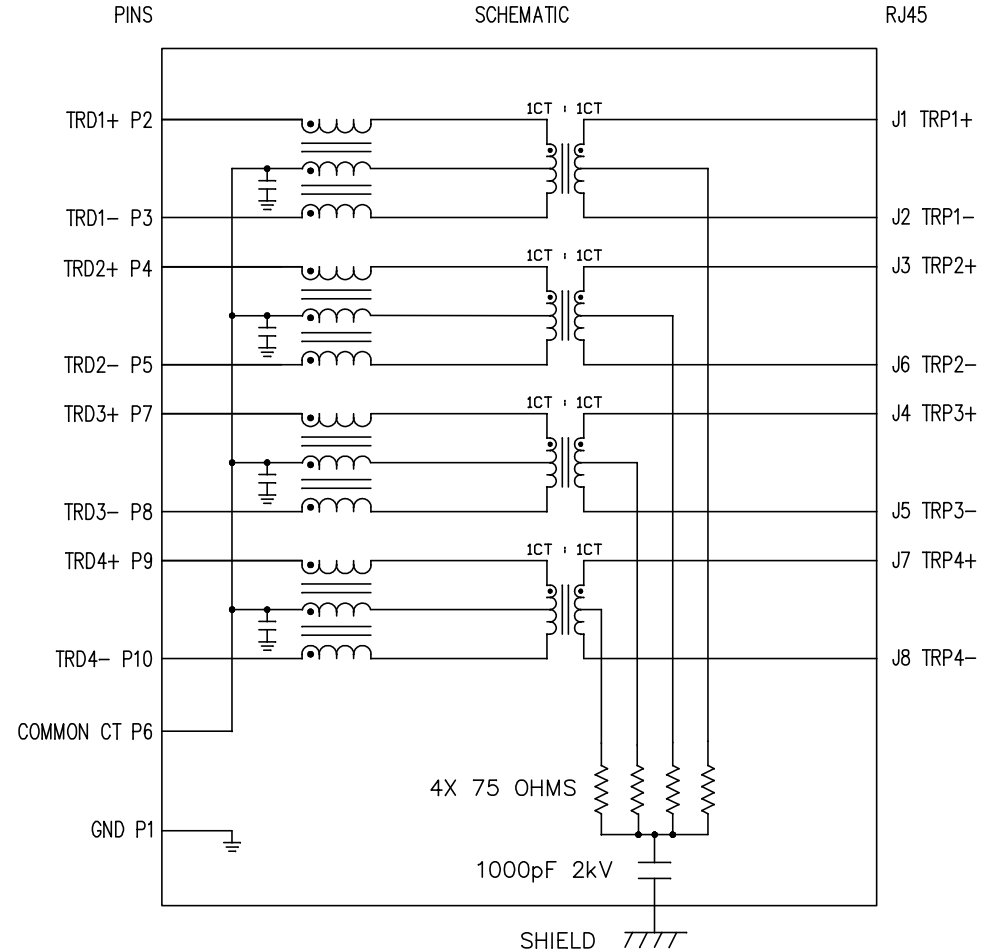 PINS SCHEMATIC RJ45
1CT : 1CT
TRD1+ P2 J1 TRP1+
TRD1- P3 J2 TRP1-
1CT : 1CT
TRD2+ P4 J3 TRP2+
TRD2- P5 J6 TRP2-
1CT : 1CT
TRD3+ P7 J4 TRP3+
TRD3- P8 J5 TRP3-
1CT : 1CT
TRD4+ P9 J7 TRP4+
TRD4- P10 J8 TRP4-
COMMON CT P6
4X 75 OHMS
GND P1
1000pF 2kV
SHIELD